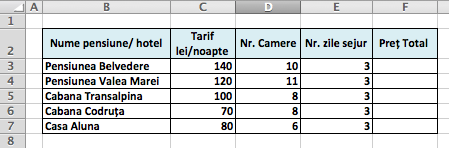 A B C D E F
1
2 Nume pensiune/ hotel Tarif lei/noapte Nr. Camere Nr. zile sejur Preț Total
3 Pensiunea Belvedere 140 10 3
4 Pensiunea Valea Marei 120 11 3
5 Cabana Transalpina 100 8 3
6 Cabana Codruța 70 8 3
7 Casa Aluna 80 6 3
8